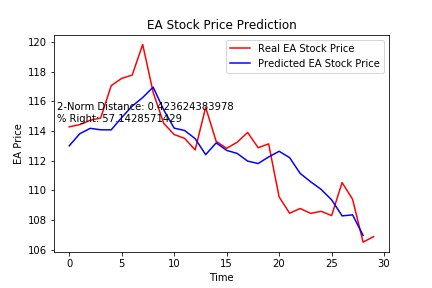 EA Stock Price Prediction
Real EA Stock Price
Predicted EA Stock Price
2-Norm Distance: 0.423624383978
% Right: 57.1428571429
EA Price
120
118
116
114
112
110
108
106
0 5 10 15 20 25 30
Time